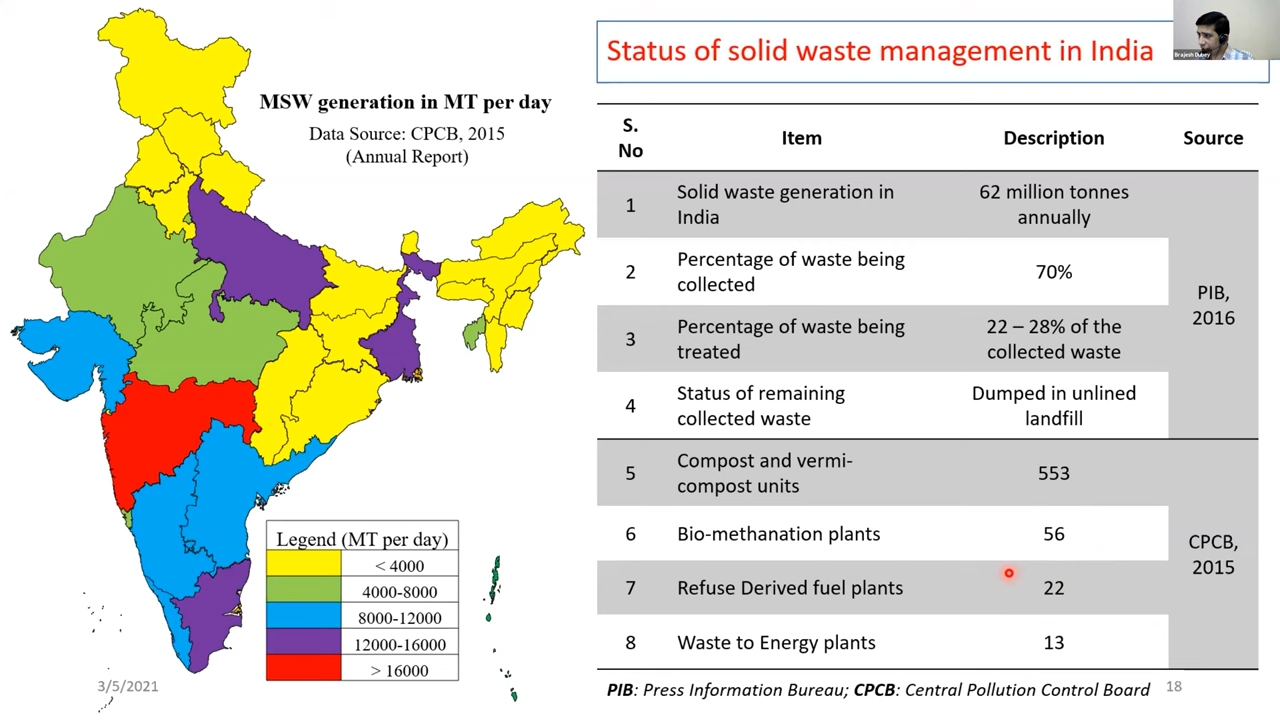 MSW generation in MT per day
Data Source: CPCB, 2015
(Annual Report)
Legend (MT per day)
< 4000
4000-8000
8000-12000
12000-16000
> 16000
3/5/2021
Status of solid waste management in India
Brajesh Dubey
S.
No
Item
Description
Source
1
Solid waste generation in
India
62 million tonnes
annually
2
Percentage of waste being
collected
70%
3
Percentage of waste being
treated
22 – 28% of the
collected waste
4
Status of remaining
collected waste
Dumped in unlined
landfill
PIB,
2016
5
Compost and vermi-
compost units
553
6
Bio-methanation plants
56
7
Refuse Derived fuel plants
22
8
Waste to Energy plants
13
CPCB,
2015
PIB: Press Information Bureau; CPCB: Central Pollution Control Board
18